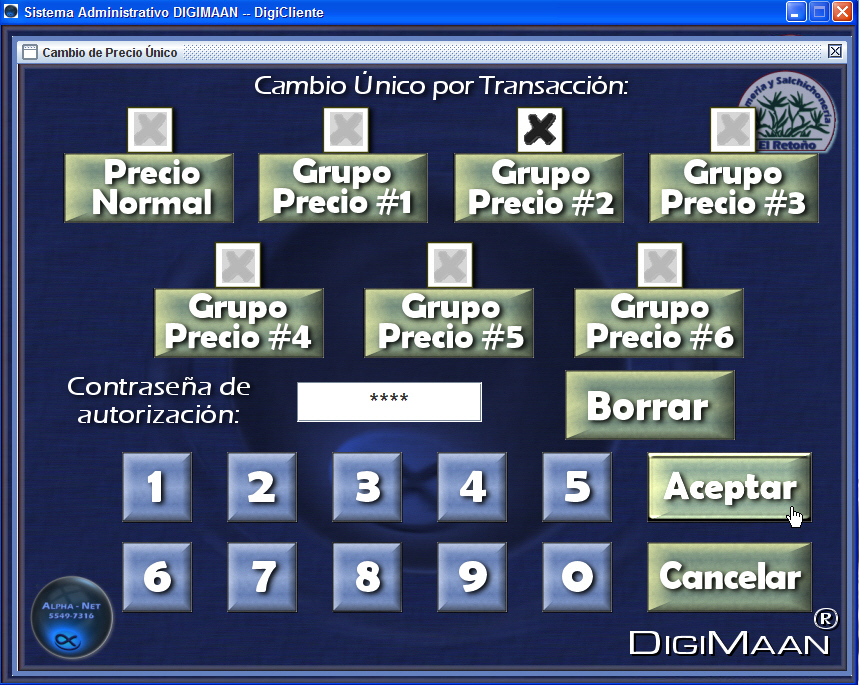 Sistema Administrativo DIGIMAAN -- DigiCliente
Cambio de Precio Único
Cambio Único por Transacción:
Salchichonería
El Retoño
Precio
Normal
Grupo
Precio #1
Grupo
Precio #2
Grupo
Precio #3
Grupo
Precio #4
Grupo
Precio #5
Grupo
Precio #6
Contraseña de
autorización:
****
Borrar
1 2 3 4 5
Aceptar
6 7 8 9 0
Cancelar
ALPHA - NET
5549-7316
DIGIMAAN ®